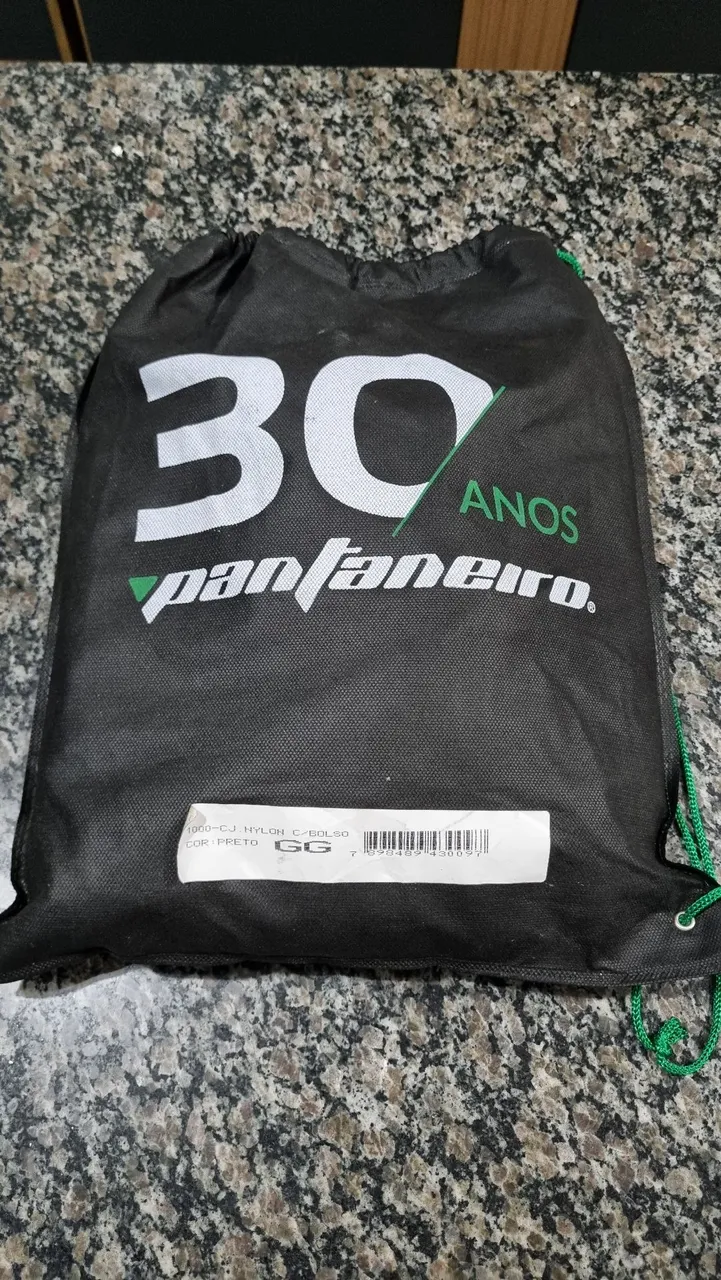 30
ANOS
pantaneiro®
1000-CJ.NYLON C/BOLSO
COR:PRETO GG 7 898489 430097